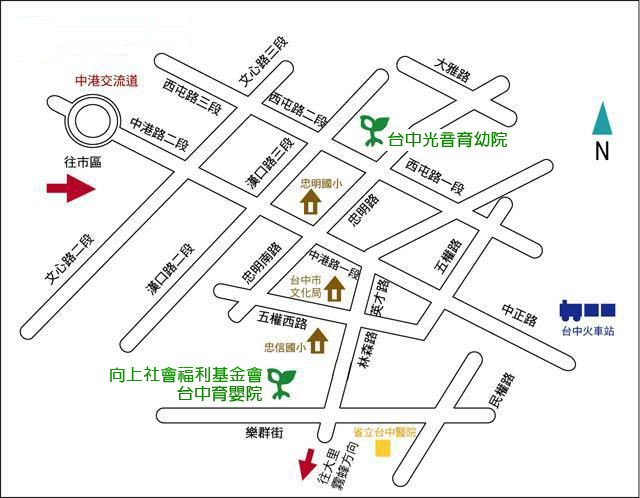 文心路三段
大雅路
中港交流道
西屯路三段
西屯路二段
中港路二段
台中光音育幼院
往市區
漢口路三段
西屯路一段
N
忠明國小
忠明路
文心路二段
漢口路二段
忠明南路
中港路一段
五權路
台中市
文化局
英才路
中正路
台中火車站
五權西路
忠信國小
林森路
向上社會福利基金會
台中育嬰院
民權路
樂群街
省立台中醫院
往大里
霧峰方向